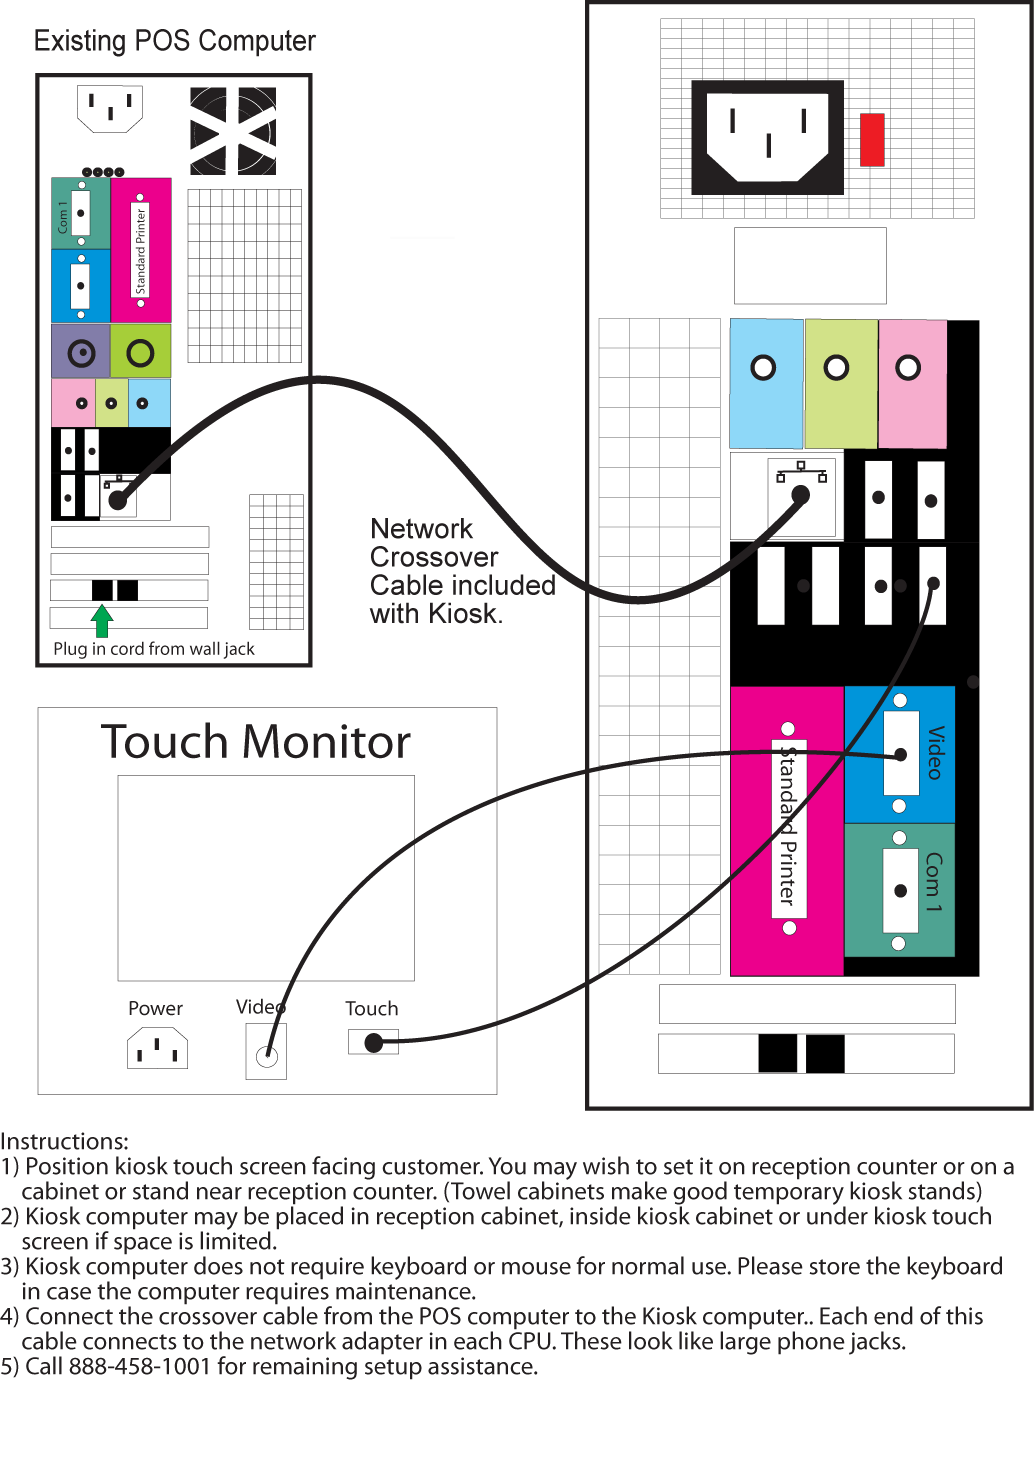 Existing POS Computer
Com 1
Standard Printer
Plug in cord from wall jack
Network
Crossover
Cable included
with Kiosk.
Video
Standard Printer
Com 1
Touch Monitor
Power
Video
Touch
Instructions:
1) Position kiosk touch screen facing customer. You may wish to set it on reception counter or on a
cabinet or stand near reception counter. (Towel cabinets make good temporary kiosk stands)
2) Kiosk computer may be placed in reception cabinet, inside kiosk cabinet or under kiosk touch
screen if space is limited.
3) Kiosk computer does not require keyboard or mouse for normal use. Please store the keyboard
in case the computer requires maintenance.
4) Connect the crossover cable from the POS computer to the Kiosk computer.. Each end of this
cable connects to the network adapter in each CPU. These look like large phone jacks.
5) Call 888-458-1001 for remaining setup assistance.